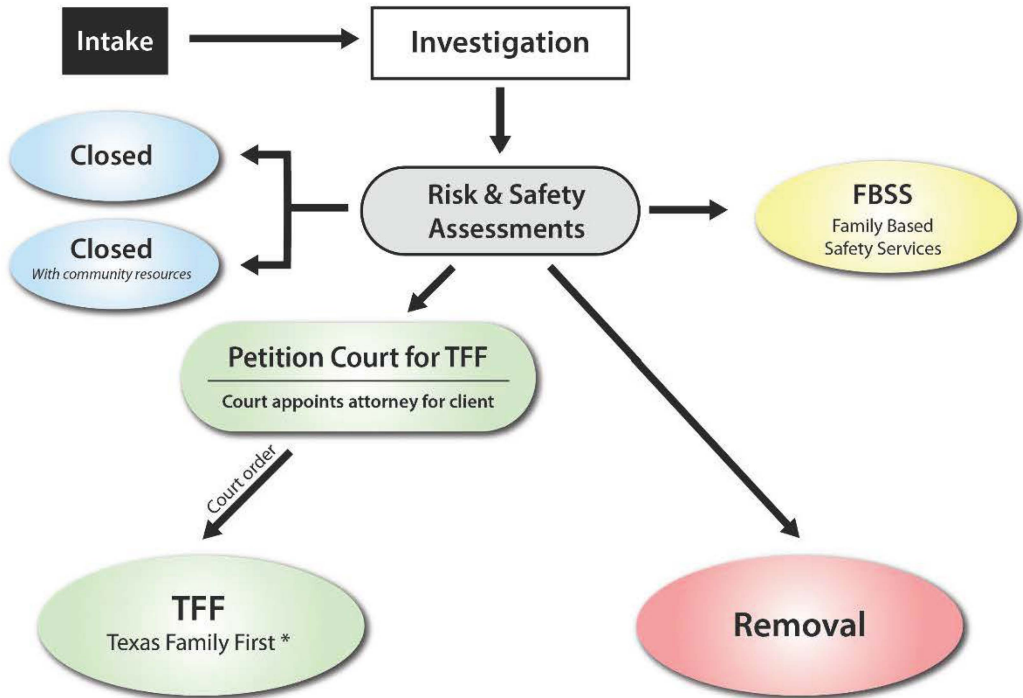 Intake
Investigation
Closed
Risk & Safety
Assessments
FBSS
Family Based
Safety Services
Closed
With community resources
Petition Court for TFF
Court appoints attorney for client
Court order
TFF
Texas Family First *
Removal